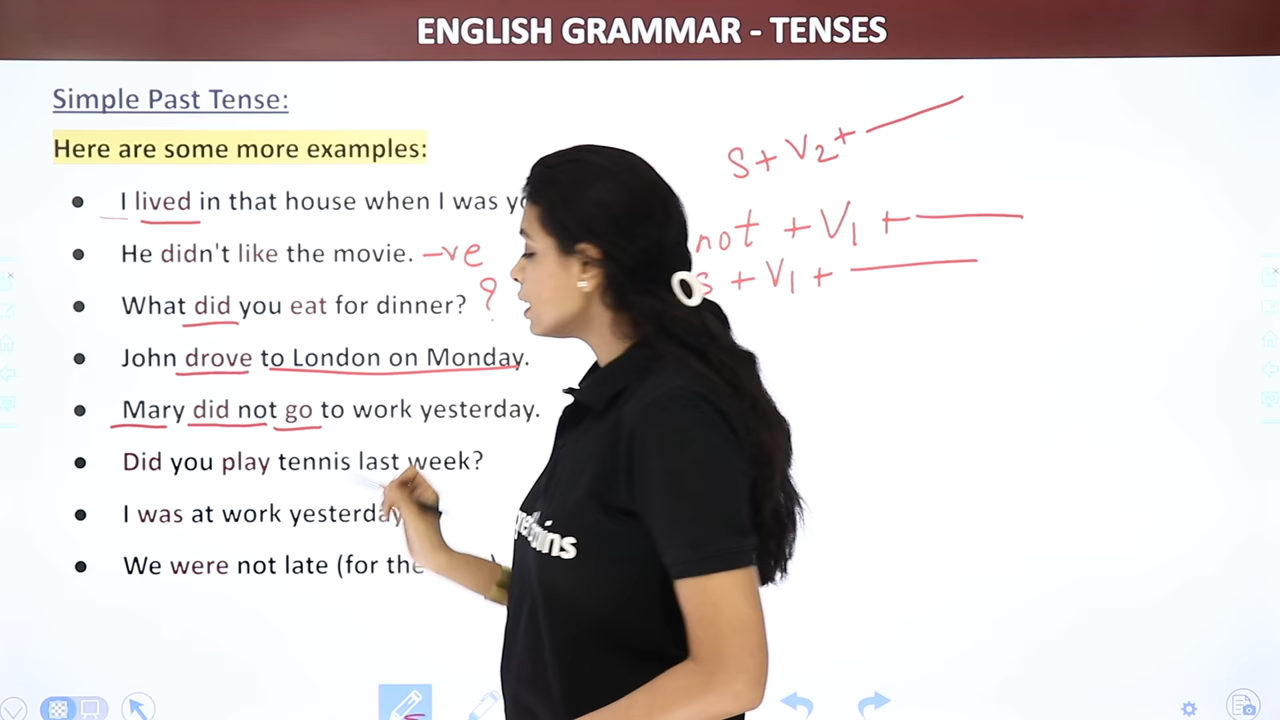 ENGLISH GRAMMAR - TENSES
Simple Past Tense:
Here are some more examples:
I lived in that house when I was
He didn't like the movie. -ve
What did you eat for dinner? ?
John drove to London on Monday.
Mary did not go to work yesterday.
Did you play tennis last week?
I was at work yesterday
We were not late (for the
S + V2 +
not + V1 +
s + V1 +